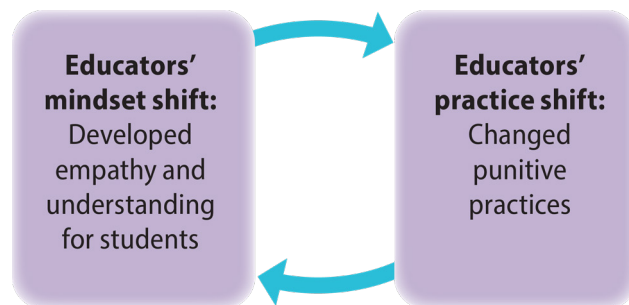 Educators’
mindset shift:
Developed
empathy and
understanding
for students
Educators’
practice shift:
Changed
punitive
practices